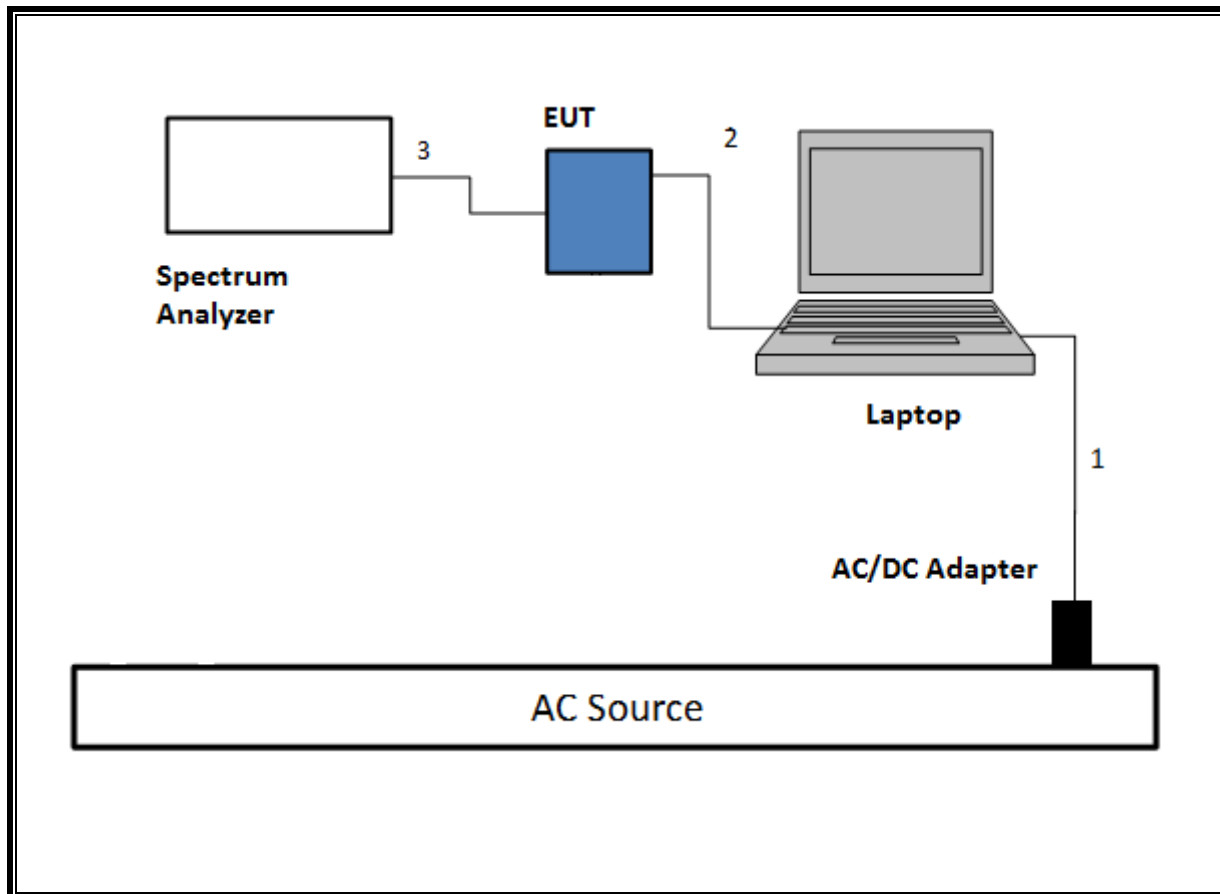 EUT
3
2
Spectrum
Analyzer
Laptop
1
AC/DC Adapter
AC Source